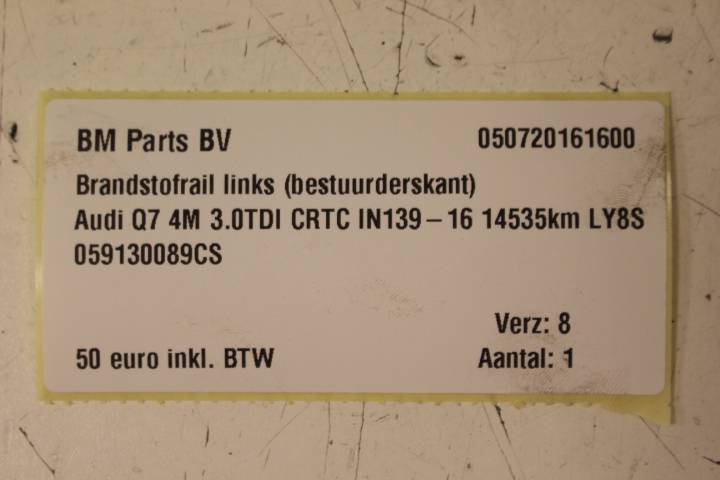 BM Parts BV 050720161600
Brandstofrail links (bestuurderskant)
Audi Q7 4M 3.0TDI CRTC IN139-16 14535km LY8S
059130089CS
Verz: 8
50 euro inkl. BTW Aantal: 1